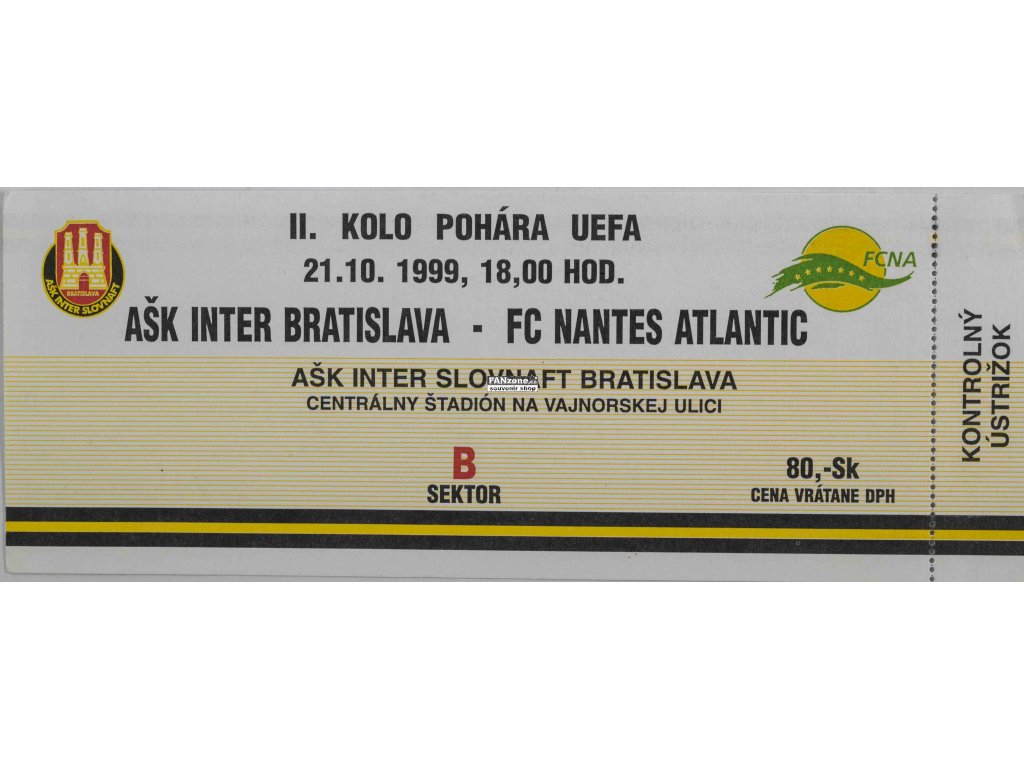 II. KOLO POHÁRA UEFA
21.10. 1999, 18,00 HOD.
AŠK INTER BRATISLAVA - FC NANTES ATLANTIC
BRATISLAVA
AŠK INTER SLOVNAFT
FCNA
AŠK INTER SLOVNAFT BRATISLAVA
FANzone.cz
souvenir shop
CENTRÁLNY ŠTADIÓN NA VAJNORSKEJ ULICI
B
SEKTOR
80,-Sk
CENA VRÁTANE DPH
KONTROLNÝ
ÚSTRIŽOK